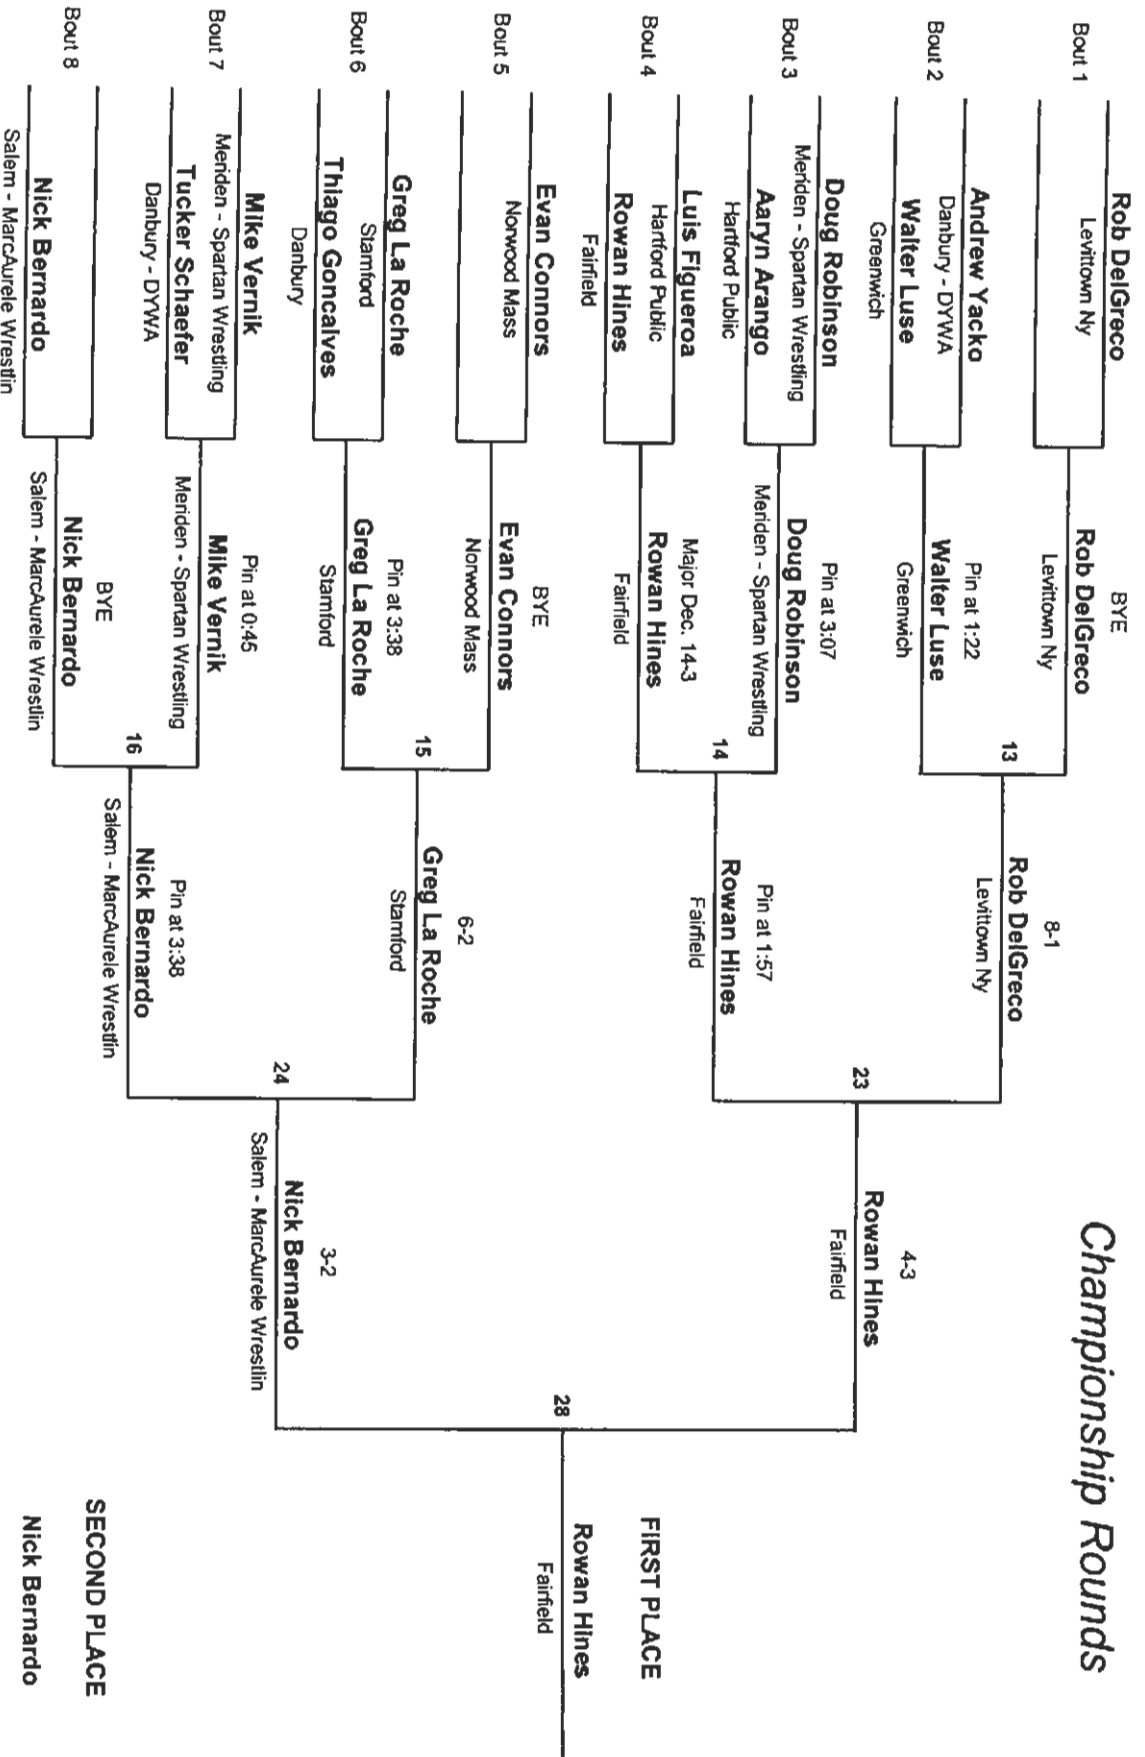 Championship Rounds
Bout 1
Rob DelGreco
Levittown Ny
Bout 2
Andrew Yacko
Danbury - DYWA
Walter Luse
Greenwich
Bout 3
Doug Robinson
Meriden - Spartan Wrestling
Aaryn Arango
Hartford Public
Bout 4
Luis Figueroa
Hartford Public
Rowan Hines
Fairfield
Bout 5
Evan Connors
Norwood Mass
Bout 6
Greg La Roche
Stamford
Thiago Goncalves
Danbury
Bout 7
Mike Vernik
Meriden - Spartan Wrestling
Tucker Schaefer
Danbury - DYWA
Bout 8
Nick Bernardo
Salem - MarcAurele Wrestlin
BYE
Rob DelGreco
Levittown Ny
13
Pin at 1:22
Walter Luse
Greenwich
Pin at 3:07
Doug Robinson
Meriden - Spartan Wrestling
14
Major Dec. 14-3
Rowan Hines
Fairfield
BYE
Evan Connors
Norwood Mass
15
Pin at 3:38
Greg La Roche
Stamford
Pin at 0:45
Mike Vernik
Meriden - Spartan Wrestling
16
BYE
Nick Bernardo
Salem - MarcAurele Wrestlin
8-1
Rob DelGreco
Levittown Ny
23
Pin at 1:57
Rowan Hines
Fairfield
6-2
Greg La Roche
Stamford
24
Pin at 3:38
Nick Bernardo
Salem - MarcAurele Wrestlin
4-3
Rowan Hines
Fairfield
28
3-2
Nick Bernardo
Salem - MarcAurele Wrestlin
FIRST PLACE
Rowan Hines
Fairfield
SECOND PLACE
Nick Bernardo